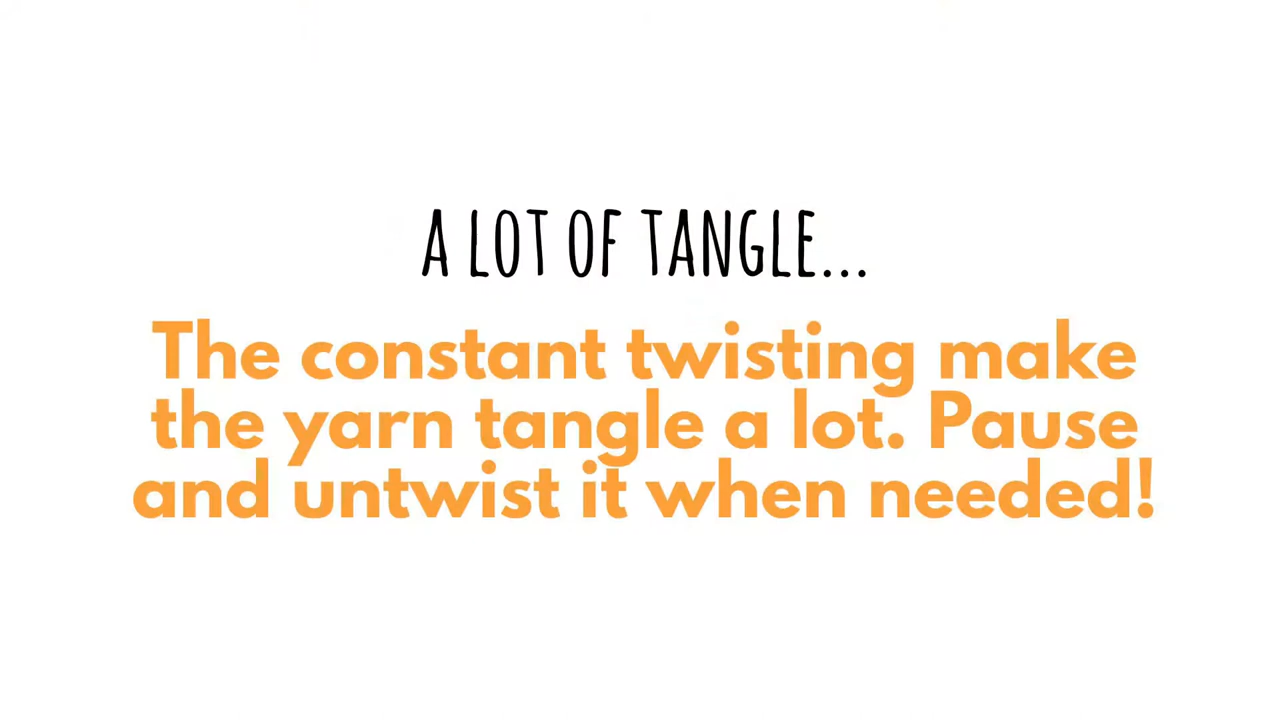 A LOT OF TANGLE...
The constant twisting make
the yarn tangle a lot. Pause
and untwist it when needed!